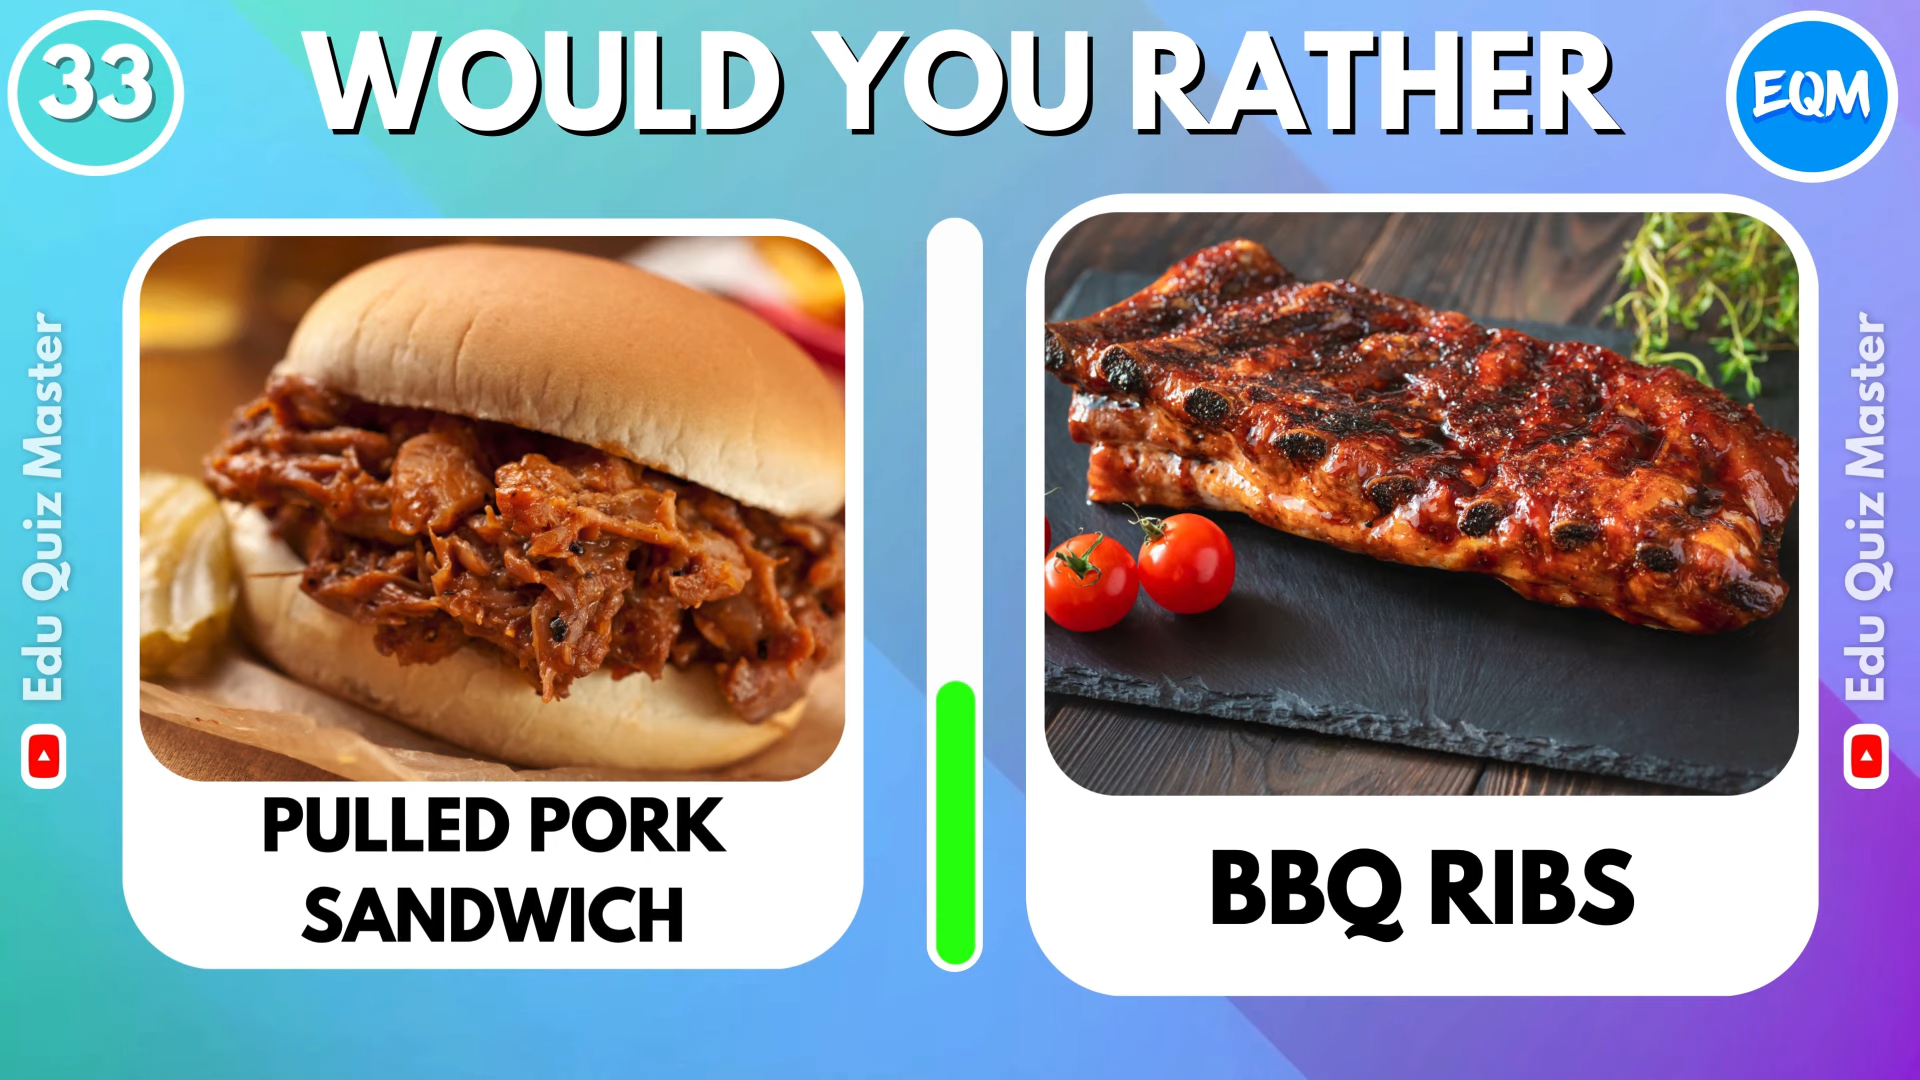 33
WOULD YOU RATHER
EQM
PULLED PORK
SANDWICH
BBQ RIBS
Edu Quiz Master
Edu Quiz Master